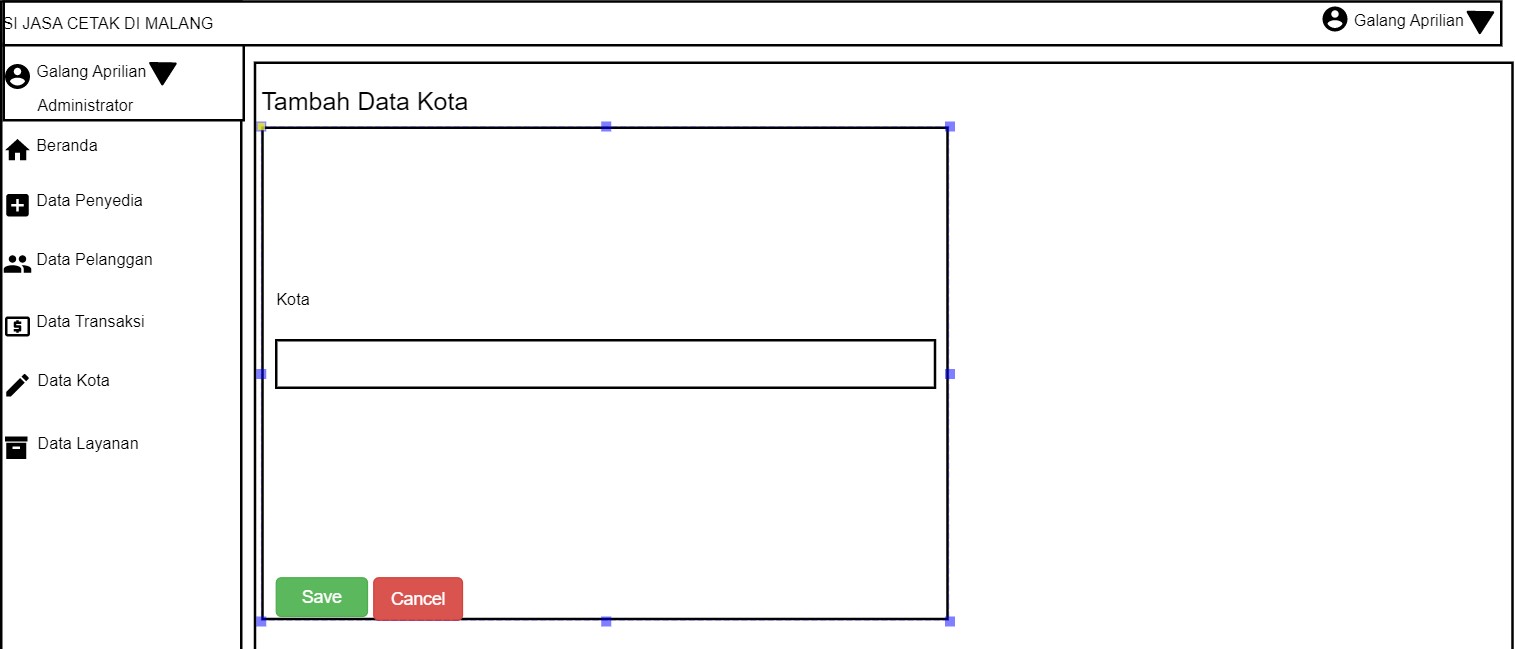 SI JASA CETAK DI MALANG
Galang Aprilian
Galang Aprilian
Administrator
Beranda
Data Penyedia
Data Pelanggan
Data Transaksi
Data Kota
Data Layanan
Tambah Data Kota
Kota
Save
Cancel